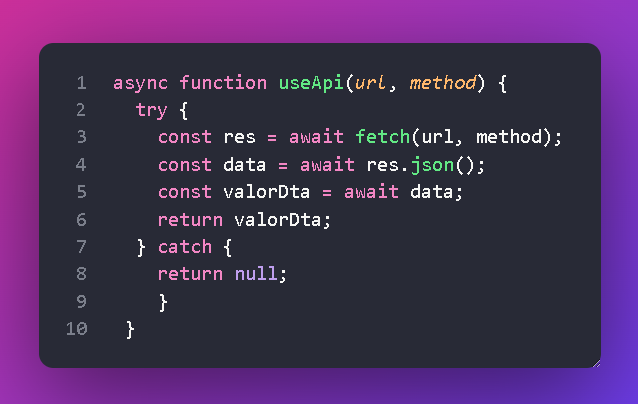 1 async function useApi(url, method) {
2 try {
3 const res = await fetch(url, method);
4 const data = await res.json();
5 const valorDta = await data;
6 return valorDta;
7 } catch {
8 return null;
9 }
10 }